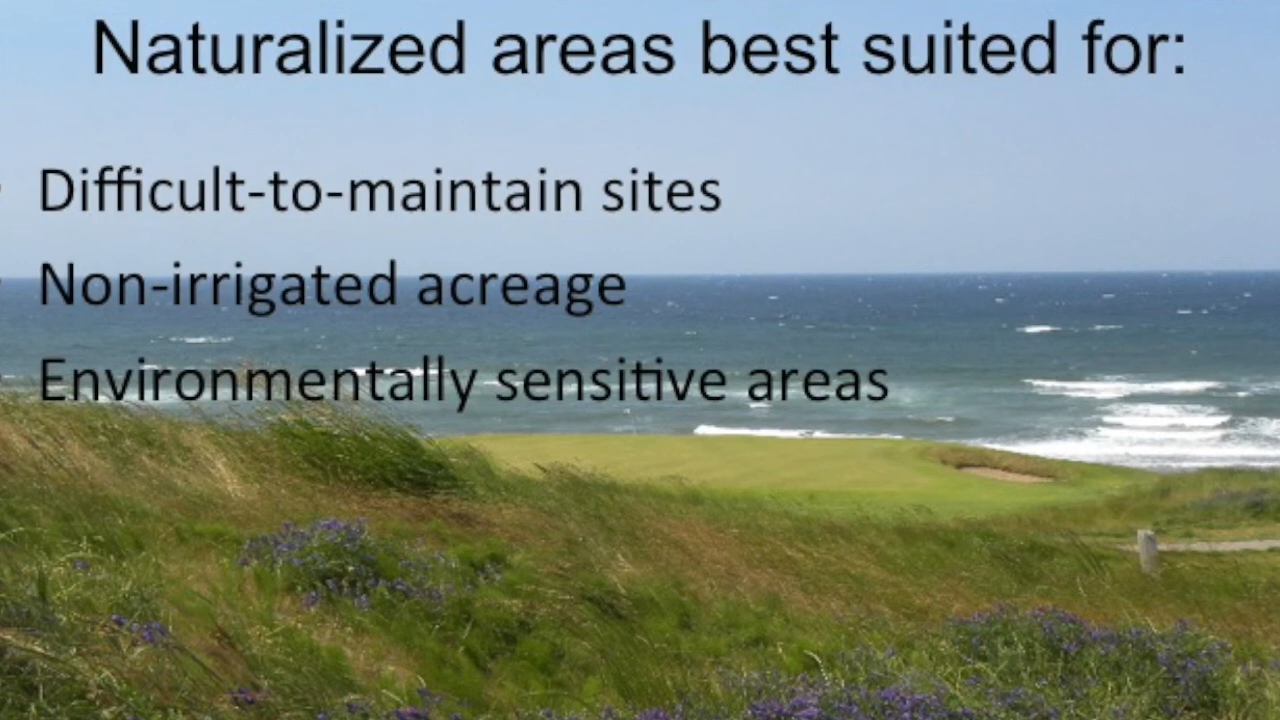 Naturalized areas best suited for:
Difficult-to-maintain sites
Non-irrigated acreage
Environmentally sensitive areas